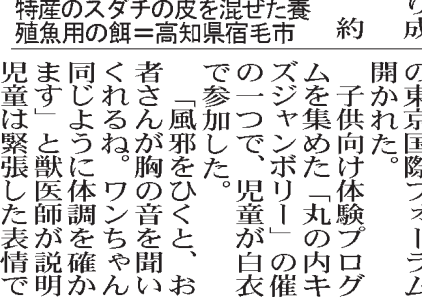 特産のスダチの皮を混ぜた養
殖魚用の餌＝高知県宿毛市
約
り成
の東京国際フォーラム
開かれた。
　子供向け体験プログ
ラムを集めた「丸の内キ
ズジャンボリー」の催
の一つで、児童が白衣
で参加した。
　「風邪をひくと、お
者さんが胸の音を聞い
くれるね。ワンちゃん
同じように体調を確か
ます」と獣医師が説明
児童は緊張した表情で